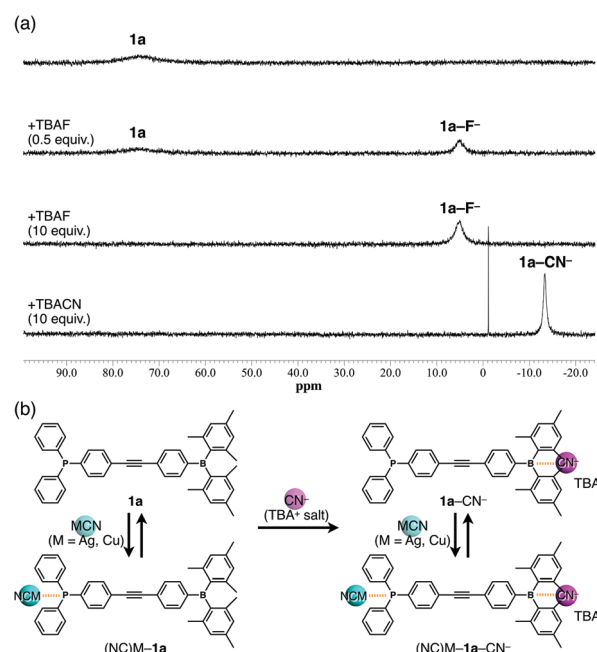 (a)
1a
+TBAF
(0.5 equiv.)
1a
1a–F⁻
+TBAF
(10 equiv.)
1a–F⁻
+TBACN
(10 equiv.)
1a–CN⁻
90.0 80.0 70.0 60.0 50.0 40.0 30.0 20.0 10.0 0 -10.0 -20.0
ppm
(b)
P B
1a
P B CN⁻
TBA
1a–CN⁻
MCN
(M = Ag, Cu)
CN⁻
(TBA⁺ salt)
MCN
(M = Ag, Cu)
NCM P B
(NC)M–1a
NCM P B CN⁻
TBA
(NC)M–1a–CN⁻